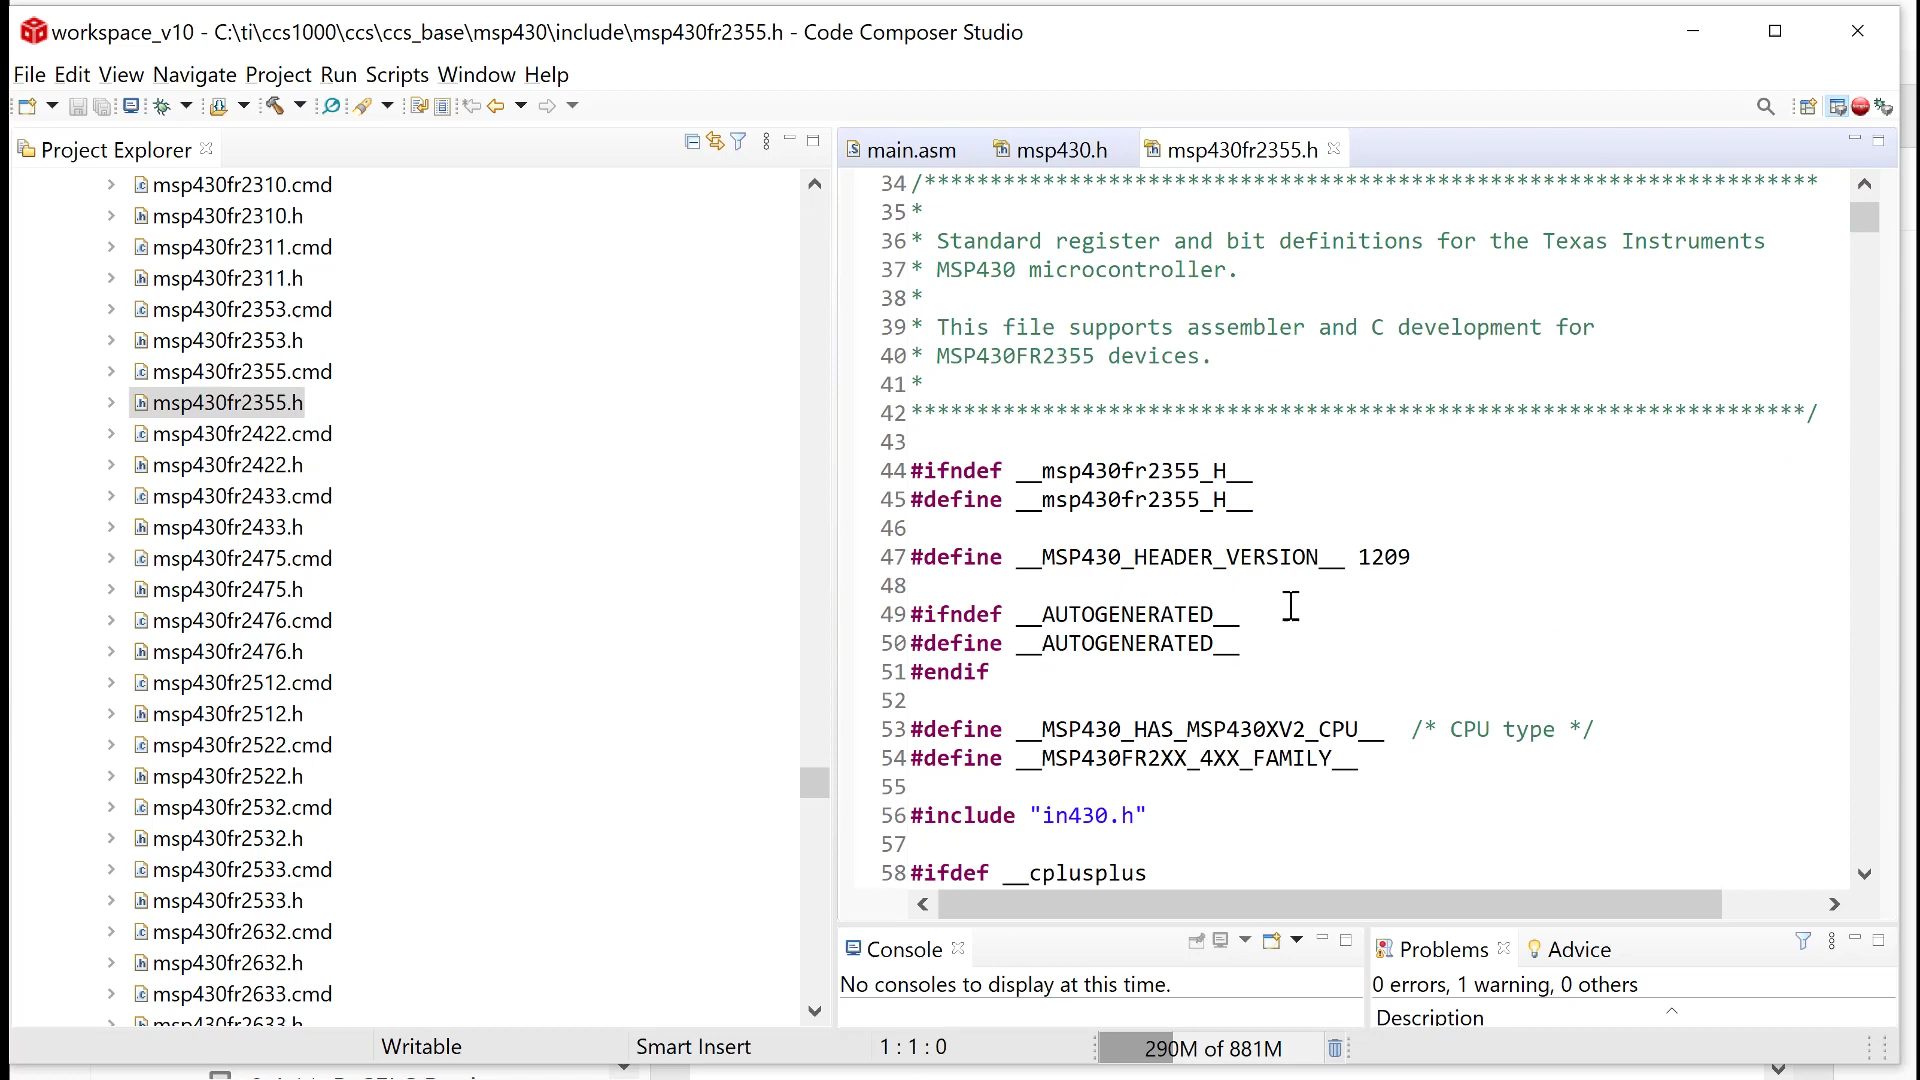 workspace_v10 - C:\ti\ccs1000\ccs\ccs_base\msp430\include\msp430fr2355.h - Code Composer Studio
File Edit View Navigate Project Run Scripts Window Help
Project Explorer
msp430fr2310.cmd
msp430fr2310.h
msp430fr2311.cmd
msp430fr2311.h
msp430fr2353.cmd
msp430fr2353.h
msp430fr2355.cmd
msp430fr2355.h
msp430fr2422.cmd
msp430fr2422.h
msp430fr2433.cmd
msp430fr2433.h
msp430fr2475.cmd
msp430fr2475.h
msp430fr2476.cmd
msp430fr2476.h
msp430fr2512.cmd
msp430fr2512.h
msp430fr2522.cmd
msp430fr2522.h
msp430fr2532.cmd
msp430fr2532.h
msp430fr2533.cmd
msp430fr2533.h
msp430fr2632.cmd
msp430fr2632.h
msp430fr2633.cmd
msp430fr2633.h
main.asm msp430.h msp430fr2355.h
34 /********************************************************************
35 *
36 * Standard register and bit definitions for the Texas Instruments
37 * MSP430 microcontroller.
38 *
39 * This file supports assembler and C development for
40 * MSP430FR2355 devices.
41 *
42 ********************************************************************/
43
44 #ifndef __msp430fr2355_H__
45 #define __msp430fr2355_H__
46
47 #define __MSP430_HEADER_VERSION__ 1209
48
49 #ifndef __AUTOGENERATED__
50 #define __AUTOGENERATED__
51 #endif
52
53 #define __MSP430_HAS_MSP430XV2_CPU__  /* CPU type */
54 #define __MSP430FR2XX_4XX_FAMILY__
55
56 #include "in430.h"
57
58 #ifdef __cplusplus
Console
No consoles to display at this time.
Problems Advice
0 errors, 1 warning, 0 others
Description
Writable Smart Insert 1 : 1 : 0 290M of 881M